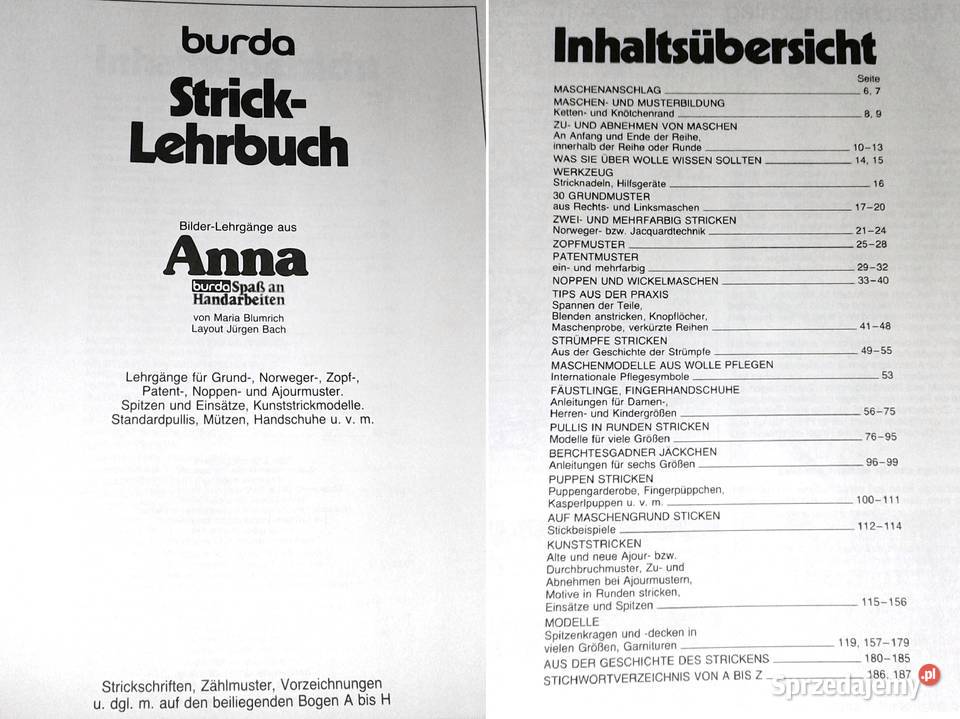 burda
Strick-
Lehrbuch
Bilder-Lehrgänge aus
Anna
burda Spaß an
Handarbeiten
von Maria Blumrich
Layout Jürgen Bach
Lehrgänge für Grund-, Norweger-, Zopf-,
Patent-, Noppen- und Ajourmuster.
Spitzen und Einsätze, Kunststrickmodelle.
Standardpullis, Mützen, Handschuhe u. v. m.
Strickschriften, Zählmuster, Vorzeichnungen
u. dgl. m. auf den beiliegenden Bogen A bis H
Inhaltsübersicht
Seite
MASCHENANSCHLAG 6, 7
MASCHEN- UND MUSTERBILDUNG
Ketten- und Knötchenrand 8, 9
ZU- UND ABNEHMEN VON MASCHEN
An Anfang und Ende der Reihe,
innerhalb der Reihe oder Runde 10–13
WAS SIE ÜBER WOLLE WISSEN SOLLTEN 14, 15
WERKZEUG
Stricknadeln, Hilfsgeräte 16
30 GRUNDMUSTER
aus Rechts- und Linksmaschen 17–20
ZWEI- UND MEHRFARBIG STRICKEN
Norweger- bzw. Jacquardtechnik 21–24
ZOPFMUSTER 25–28
PATENTMUSTER
ein- und mehrfarbig 29–32
NOPPEN UND WICKELMASCHEN 33–40
TIPS AUS DER PRAXIS
Spannen der Teile,
Blenden anstricken, Knopflöcher,
Maschenprobe, verkürzte Reihen 41–48
STRÜMPFE STRICKEN
Aus der Geschichte der Strümpfe 49–55
MASCHENMODELLE AUS WOLLE PFLEGEN
Internationale Pflegesymbole 53
FÄUSTLINGE, FINGERHANDSCHUHE
Anleitungen für Damen-,
Herren- und Kindergrößen 56–75
PULLIS IN RUNDEN STRICKEN
Modelle für viele Größen 76–95
BERCHTESGADNER JÄCKCHEN
Anleitungen für sechs Größen 96–99
PUPPEN STRICKEN
Puppengarderobe, Fingerpüppchen,
Kasperlpuppen u. v. m. 100–111
AUF MASCHENGRUND STICKEN
Stickbeispiele 112–114
KUNSTSTRICKEN
Alte und neue Ajour- bzw.
Durchbruchmuster, Zu- und
Abnehmen bei Ajourmustern,
Motive in Runden stricken,
Einsätze und Spitzen 115–156
MODELLE
Spitzenkragen und -decken in
vielen Größen, Garnituren 119, 157–179
AUS DER GESCHICHTE DES STRICKENS 180–185
STICHWORTVERZEICHNIS VON A BIS Z 186, 187
Sprzedajemy.pl